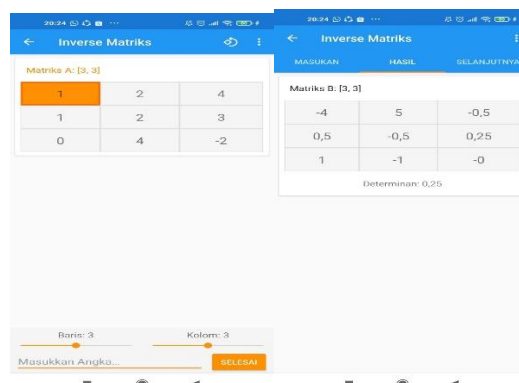 20:24
Inverse Matriks
Matriks A: [3, 3]
1 2 4
1 2 3
0 4 -2
Baris: 3 Kolom: 3
Masukkan Angka...
SELESAI
20:24
Inverse Matriks
MASUKAN HASIL SELANJUTNYA
Matriks B: [3, 3]
-4 5 -0,5
0,5 -0,5 0,25
1 -1 -0
Determinan: 0,25